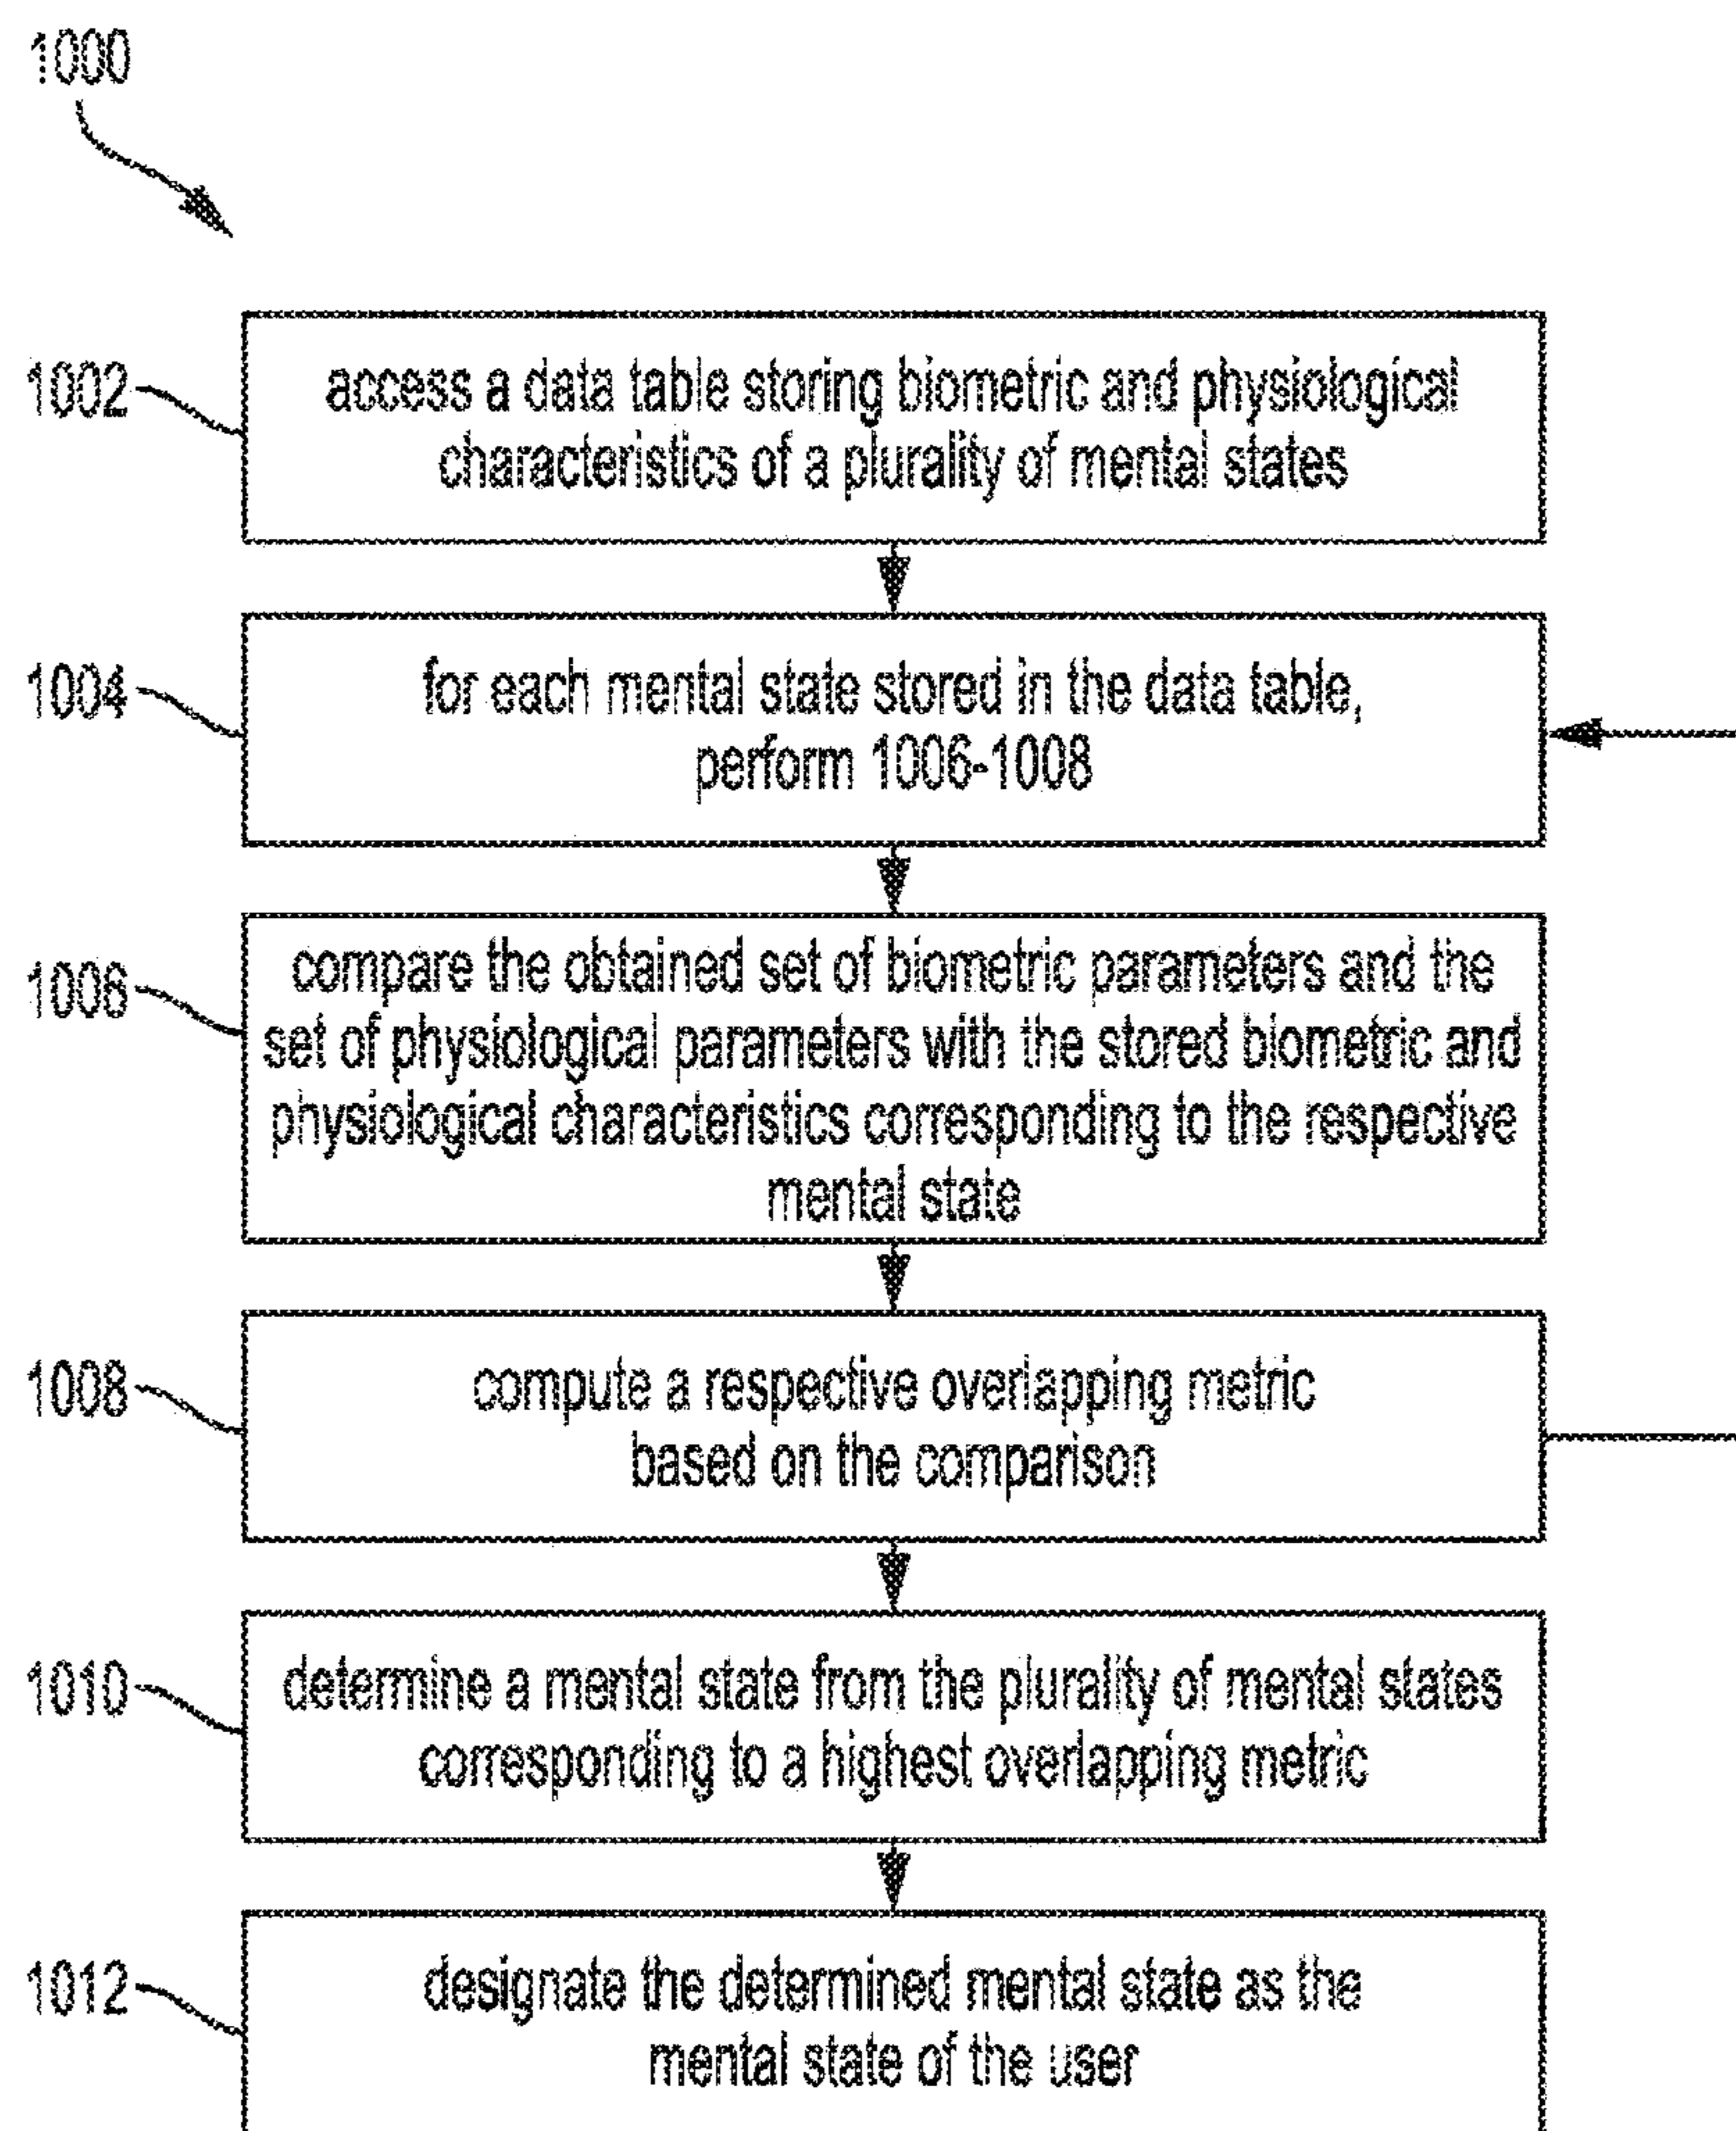 1000
1002
access a data table storing biometric and physiological
characteristics of a plurality of mental states
1004
for each mental state stored in the data table,
perform 1006-1008
1006
compare the obtained set of biometric parameters and the
set of physiological parameters with the stored biometric and
physiological characteristics corresponding to the respective
mental state
1008
compute a respective overlapping metric
based on the comparison
1010
determine a mental state from the plurality of mental states
corresponding to a highest overlapping metric
1012
designate the determined mental state as the
mental state of the user